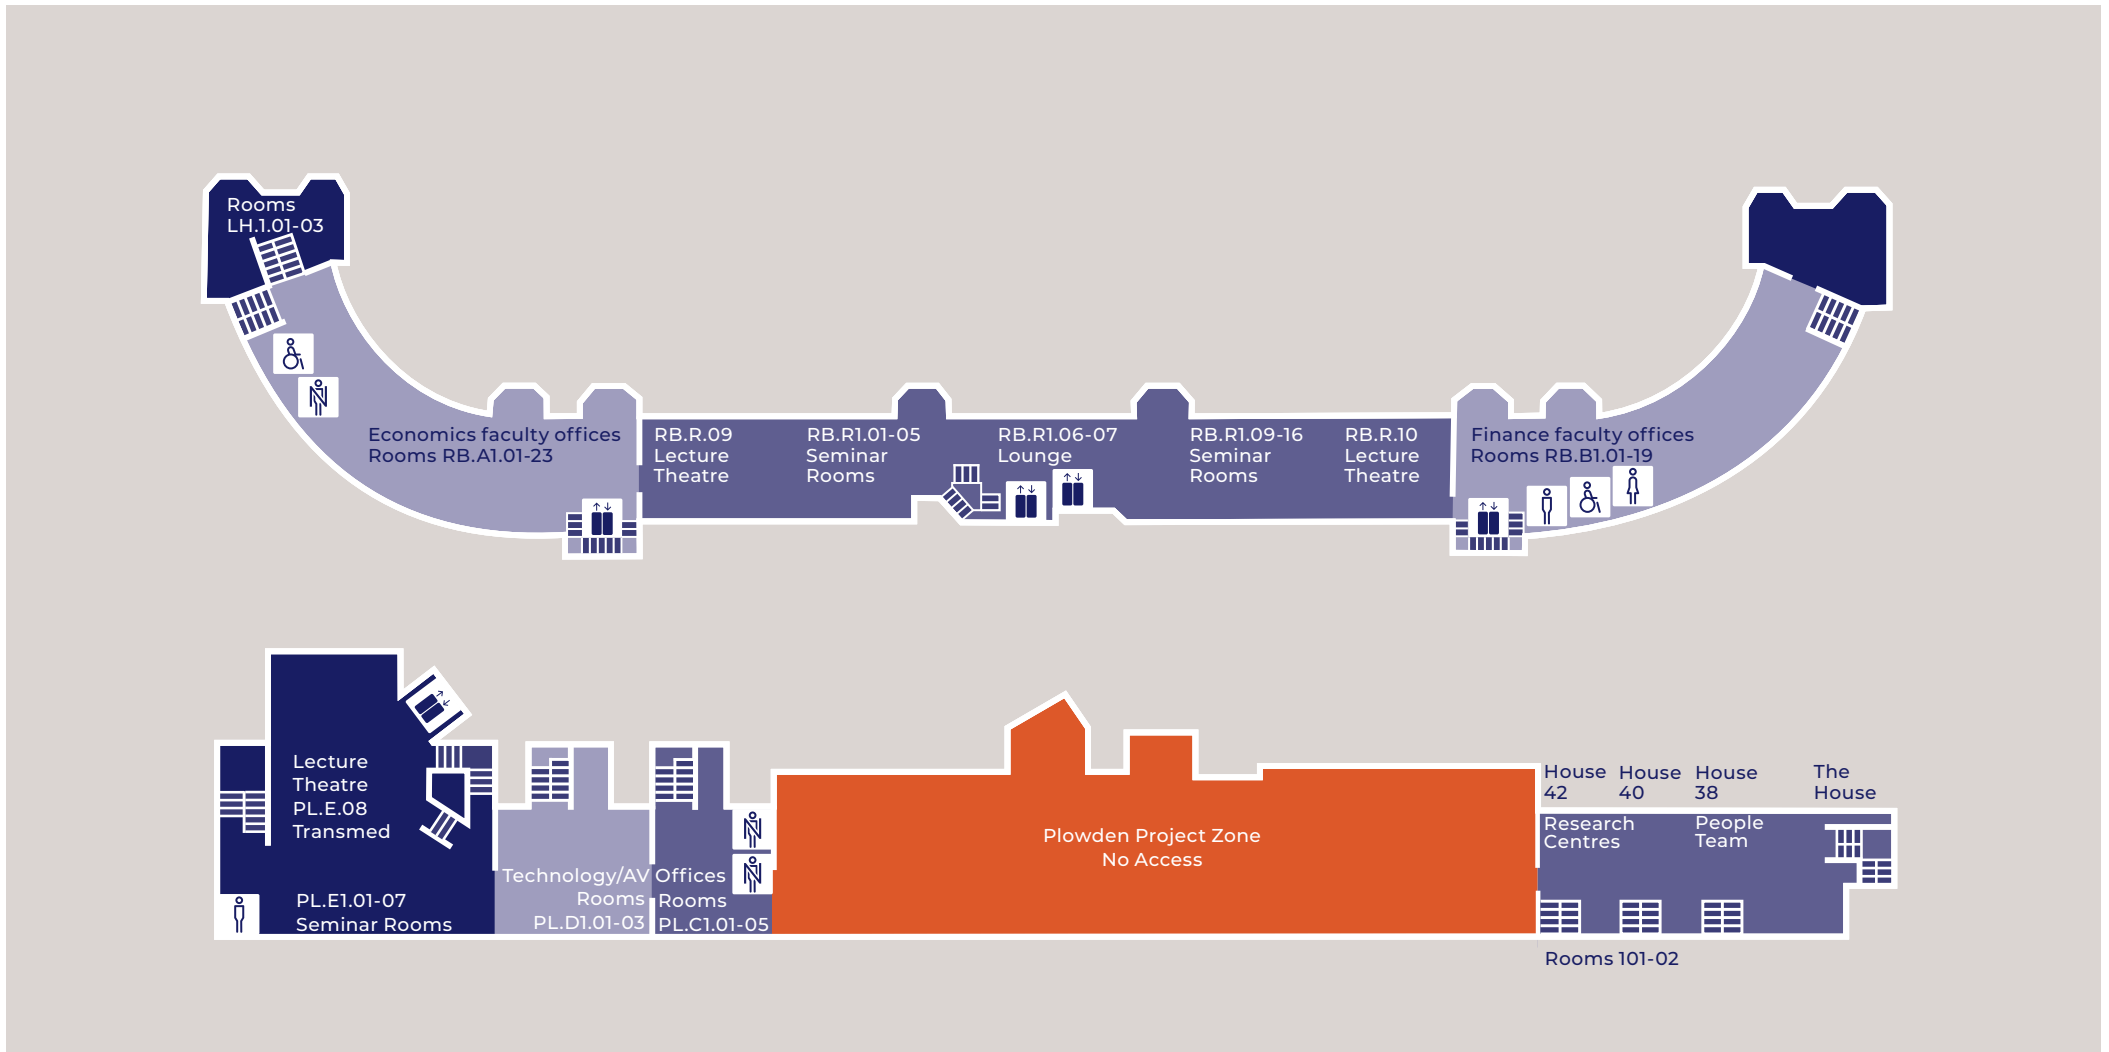 Rooms
LH.1.01-03
Economics faculty offices
Rooms RB.A1.01-23
RB.R.09
Lecture
Theatre
RB.R1.01-05
Seminar
Rooms
RB.R1.06-07
Lounge
RB.R1.09-16
Seminar
Rooms
RB.R.10
Lecture
Theatre
Finance faculty offices
Rooms RB.B1.01-19
Lecture
Theatre
PL.E.08
Transmed
PL.E1.01-07
Seminar Rooms
Technology/AV
Rooms
PL.D1.01-03
Offices
Rooms
PL.C1.01-05
Plowden Project Zone
No Access
House
42
House
40
House
38
The
House
Research
Centres
People
Team
Rooms 101-02